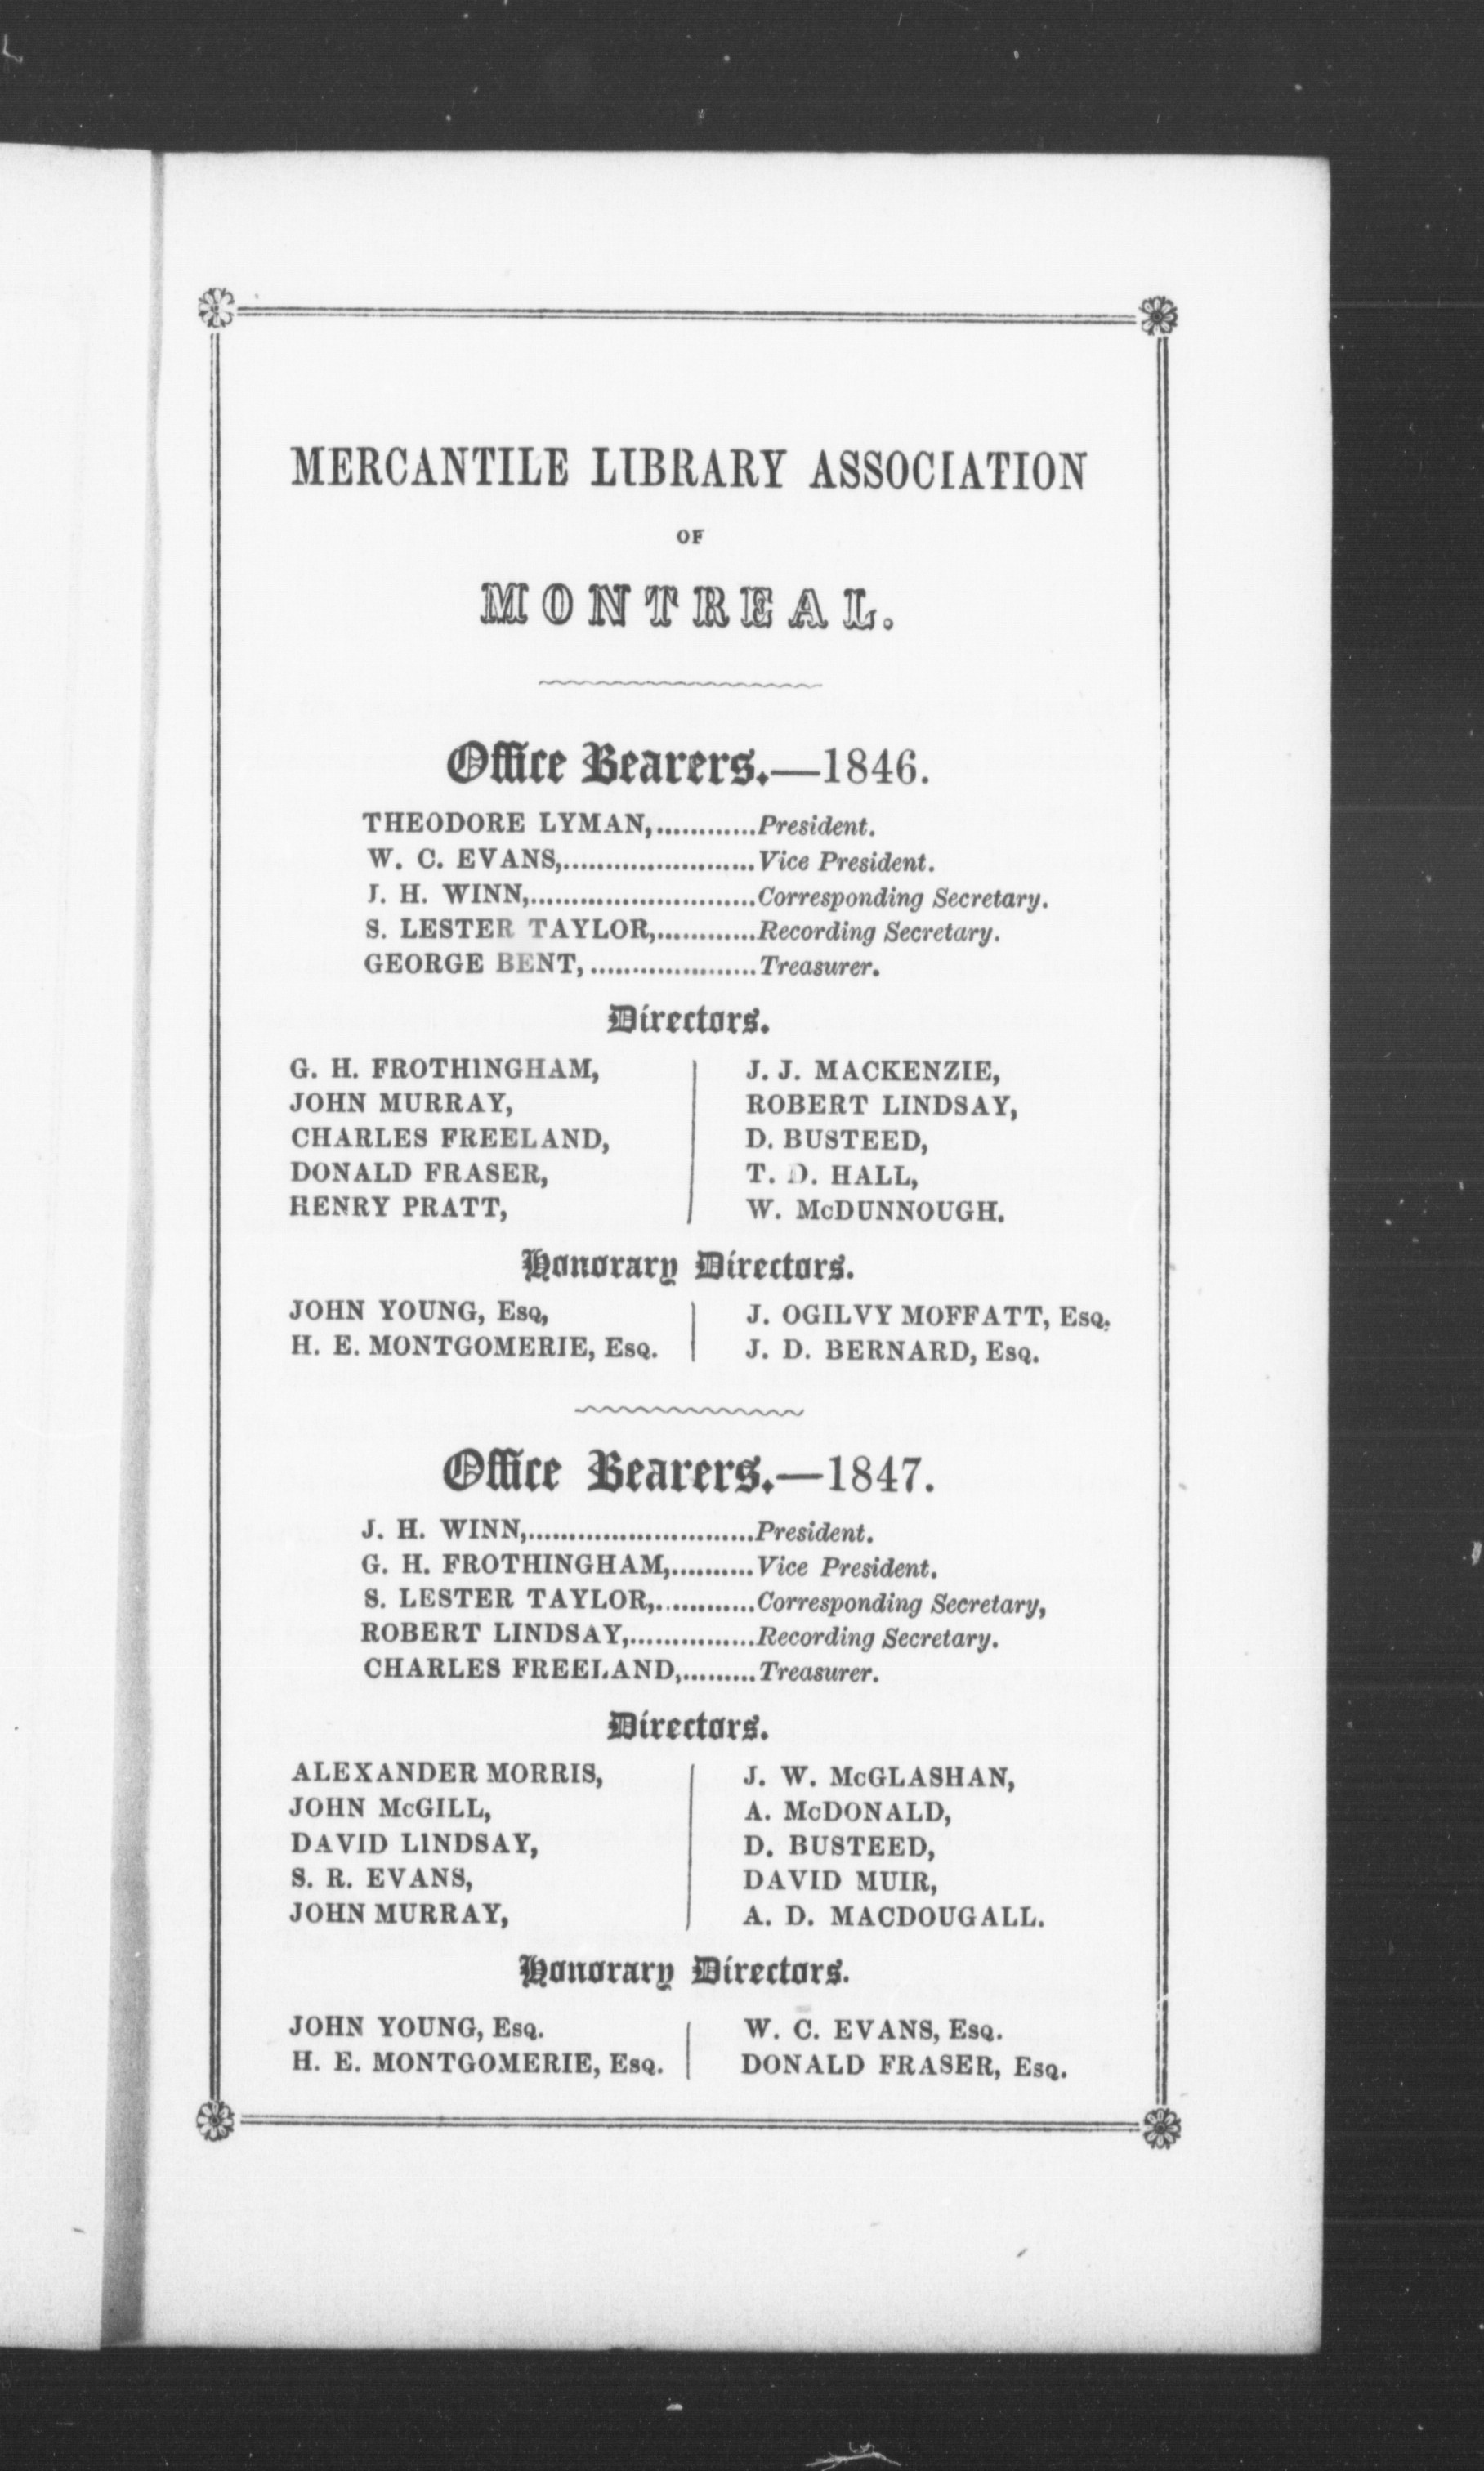 MERCANTILE LIBRARY ASSOCIATION
OF
MONTREAL.
Office Bearers.—1846.
THEODORE LYMAN,............President.
W. C. EVANS,.......................Vice President.
J. H. WINN,...........................Corresponding Secretary.
S. LESTER TAYLOR,............Recording Secretary.
GEORGE BENT,....................Treasurer.
Directors.
G. H. FROTHINGHAM,
JOHN MURRAY,
CHARLES FREELAND,
DONALD FRASER,
HENRY PRATT,
J. J. MACKENZIE,
ROBERT LINDSAY,
D. BUSTEED,
T. D. HALL,
W. McDUNNOUGH.
Honorary Directors.
JOHN YOUNG, Esq,
H. E. MONTGOMERIE, Esq.
J. OGILVY MOFFATT, Esq.
J. D. BERNARD, Esq.
Office Bearers.—1847.
J. H. WINN,...........................President.
G. H. FROTHINGHAM,..........Vice President.
S. LESTER TAYLOR,............Corresponding Secretary,
ROBERT LINDSAY,...............Recording Secretary.
CHARLES FREELAND,.........Treasurer.
Directors.
ALEXANDER MORRIS,
JOHN McGILL,
DAVID LINDSAY,
S. R. EVANS,
JOHN MURRAY,
J. W. McGLASHAN,
A. McDONALD,
D. BUSTEED,
DAVID MUIR,
A. D. MACDOUGALL.
Honorary Directors.
JOHN YOUNG, Esq.
H. E. MONTGOMERIE, Esq.
W. C. EVANS, Esq.
DONALD FRASER, Esq.